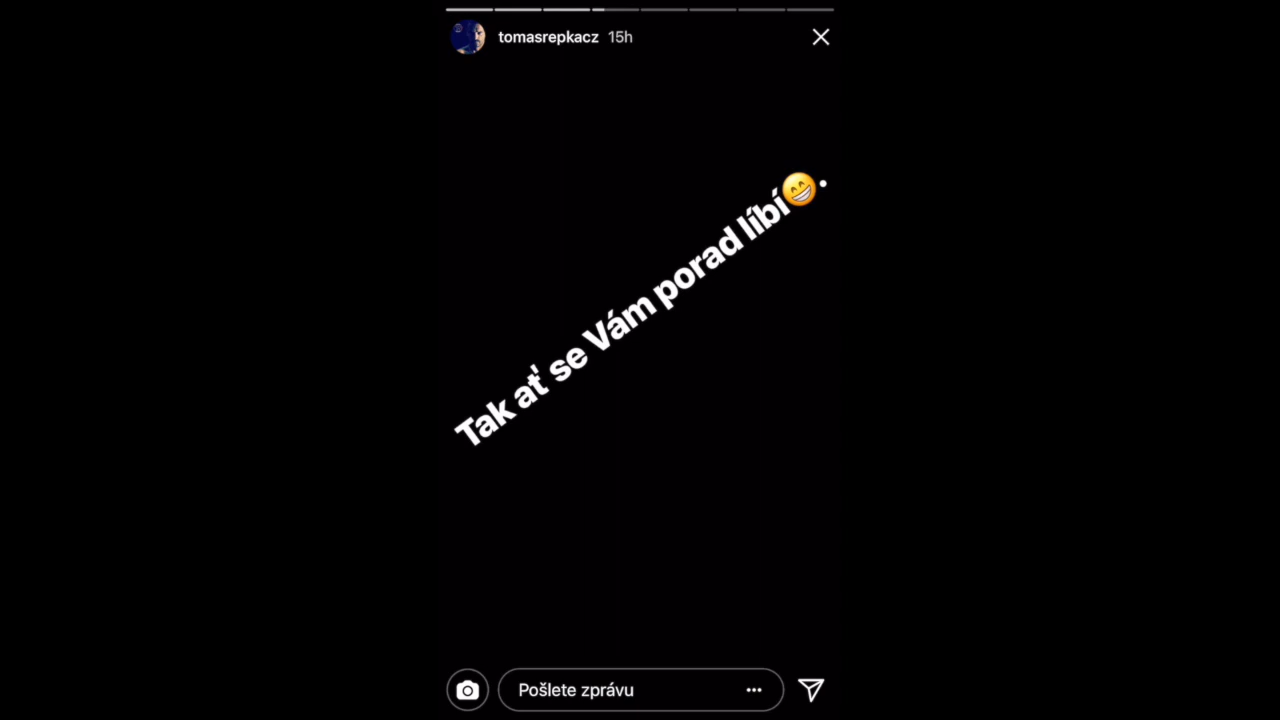 tomasrepkacz 15h
Tak ať se Vám porad líbí😁.
Pošlete zprávu